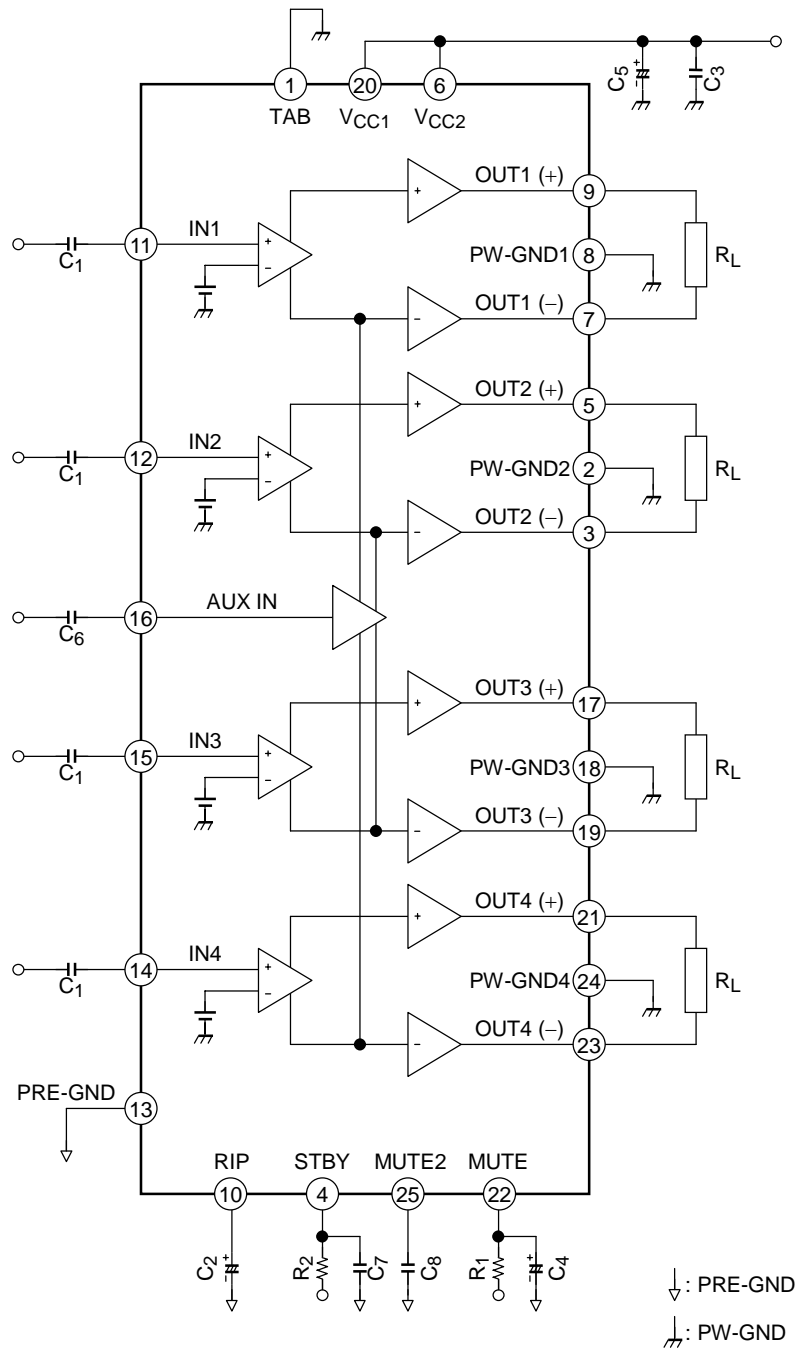 C5
C3
1 20 6
TAB VCC1 VCC2
OUT1 (+) 9
C1 11 IN1 + − +
PW-GND1 8 RL
− OUT1 (−) 7
OUT2 (+) 5
C1 12 IN2 + − +
PW-GND2 2 RL
− OUT2 (−) 3
C6 16 AUX IN
OUT3 (+) 17
C1 15 IN3 + − +
PW-GND3 18 RL
− OUT3 (−) 19
OUT4 (+) 21
C1 14 IN4 + − +
PW-GND4 24 RL
− OUT4 (−) 23
PRE-GND 13
RIP STBY MUTE2 MUTE
10 4 25 22
C2 R2 C7 C8 R1 C4
: PRE-GND
: PW-GND